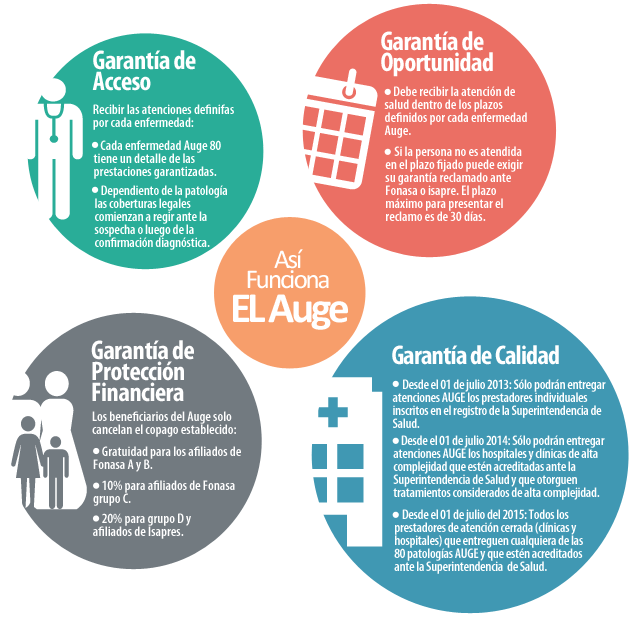 Garantía de
Acceso
Recibir las atenciones definifas
por cada enfermedad:
● Cada enfermedad Auge 80
tiene un detalle de las
prestaciones garantizadas.
● Dependiento de la patología
las coberturas legales
comienzan a regir ante la
sospecha o luego de la
confirmación diagnóstica.
Garantía de
Oportunidad
● Debe recibir la atención de
salud dentro de los plazos
definidos por cada enfermedad
Auge.
● Si la persona no es atendida
en el plazo fijado puede exigir
su garantía reclamado ante
Fonasa o isapre. El plazo
máximo para presentar el
reclamo es de 30 días.
Así
Funciona
EL Auge
Garantía de
Protección
Financiera
Los beneficiarios del Auge solo
cancelan el copago establecido:
● Gratuidad para los afiliados de
Fonasa A y B.
● 10% para afiliados de Fonasa
grupo C.
● 20% para grupo D y
afiliados de Isapres.
Garantía de Calidad
● Desde el 01 de julio 2013: Sólo podrán entregar
atenciones AUGE los prestadores individuales
inscritos en el registro de la Superintendencia de
Salud.
● Desde el 01 de julio 2014: Sólo podrán entregar
atenciones AUGE los hospitales y clínicas de alta
complejidad que estén acreditadas ante la
Superintendencia de Salud y que otorguen
tratamientos considerados de alta complejidad.
● Desde el 01 de julio del 2015: Todos los
prestadores de atención cerrada (clínicas y
hospitales) que entreguen cualquiera de las
80 patologías AUGE y que estén acreditados
ante la Superintendencia de Salud.